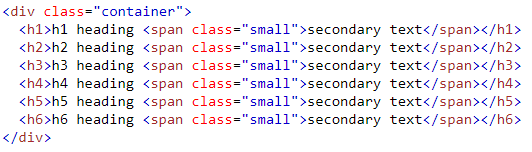 <div class="container">
  <h1>h1 heading <span class="small">secondary text</span></h1>
  <h2>h2 heading <span class="small">secondary text</span></h2>
  <h3>h3 heading <span class="small">secondary text</span></h3>
  <h4>h4 heading <span class="small">secondary text</span></h4>
  <h5>h5 heading <span class="small">secondary text</span></h5>
  <h6>h6 heading <span class="small">secondary text</span></h6>
</div>